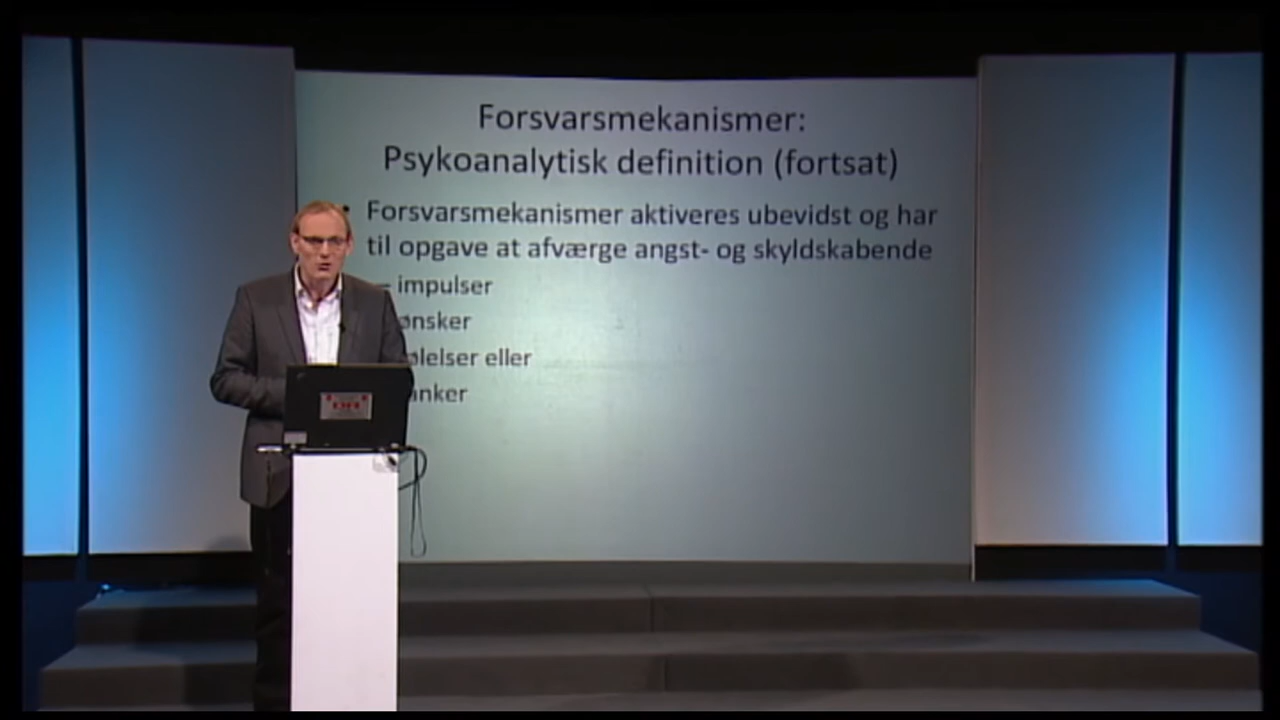 Forsvarsmekanismer:
Psykoanalytisk definition (fortsat)
• Forsvarsmekanismer aktiveres ubevidst og har
til opgave at afværge angst- og skyldskabende
– impulser
ønsker
eller
DR